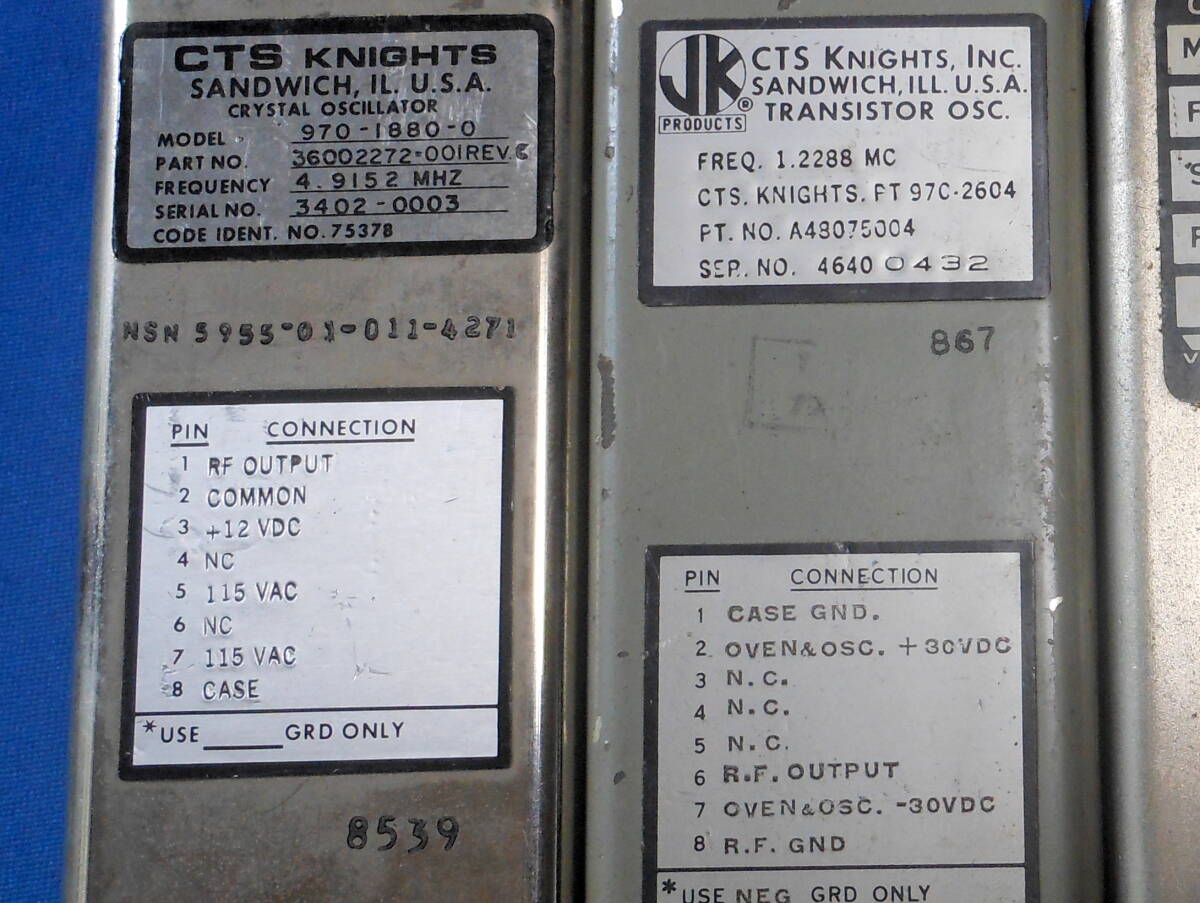 CTS KNIGHTS
SANDWICH, IL. U.S.A.
CRYSTAL OSCILLATOR
MODEL 970-1880-0
PART NO. 36002272-001REV.
FREQUENCY 4.9152 MHZ
SERIAL NO. 3402-0003
CODE IDENT. NO. 75378
NSN 5955-01-011-4271
PIN CONNECTION
1 RF OUTPUT
2 COMMON
3 +12 VDC
4 NC
5 115 VAC
6 NC
7 115 VAC
8 CASE
*USE ______ GRD ONLY
8539
JK
PRODUCTS
®
CTS KNIGHTS, INC.
SANDWICH, ILL. U.S.A.
TRANSISTOR OSC.
FREQ. 1.2288 MC
CTS. KNIGHTS. PT 97C-2604
PT. NO. A48075004
SER. NO. 4640 0432
867
PIN CONNECTION
1 CASE GND.
2 OVEN&OSC. +30VDC
3 N.C.
4 N.C.
5 N.C.
6 R.F. OUTPUT
7 OVEN&OSC. -30VDC
8 R.F. GND
*USE NEG GRD ONLY